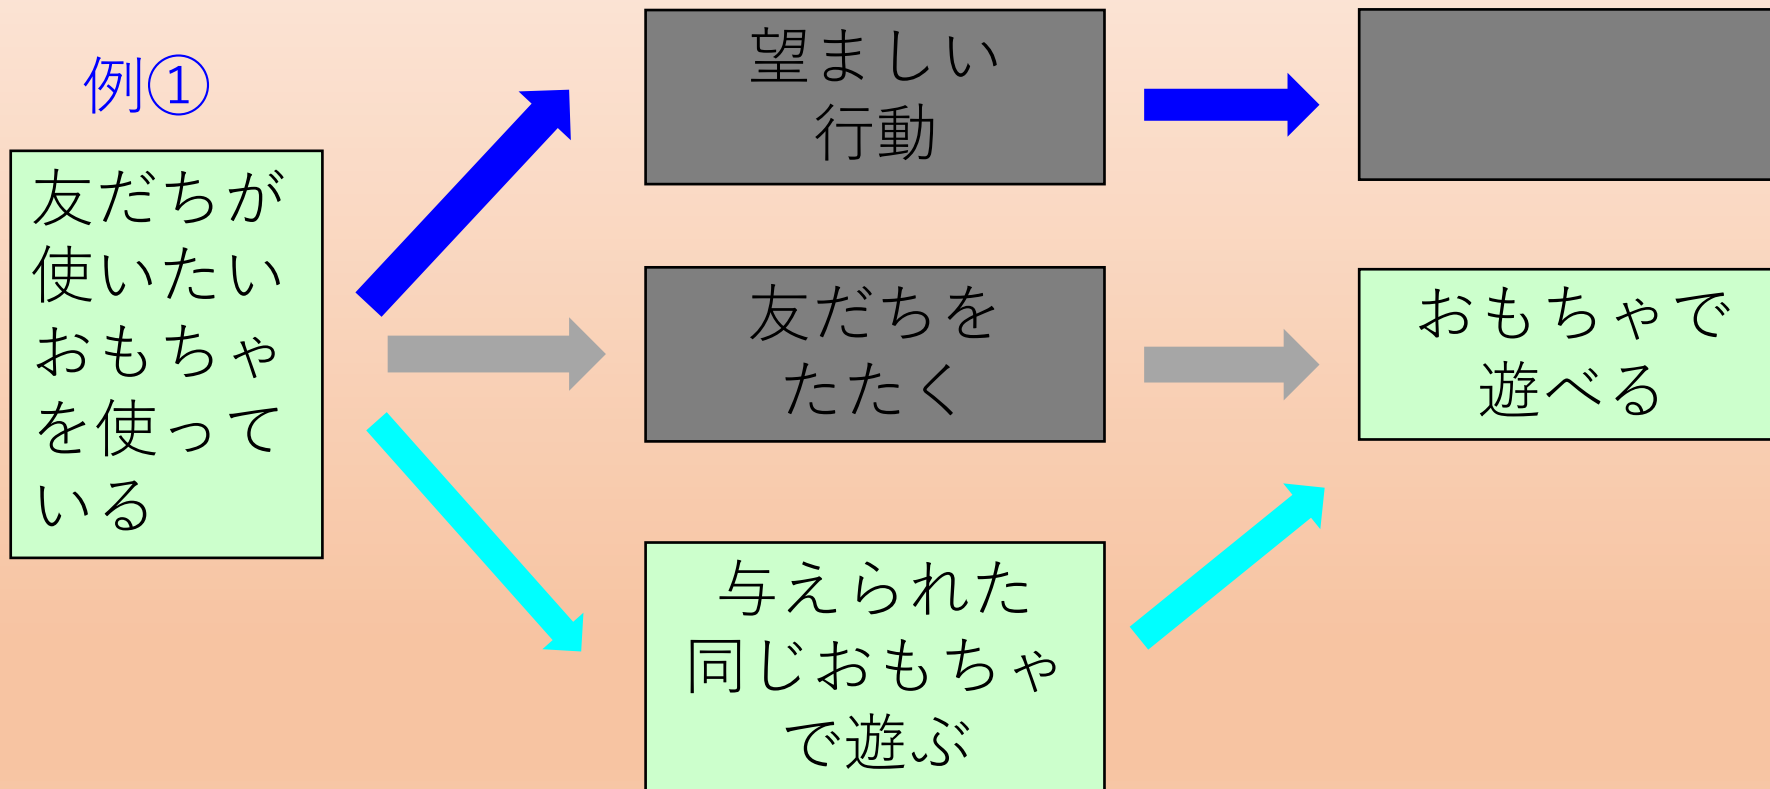 例①
友だちが
使いたい
おもちゃ
を使って
いる
望ましい
行動
友だちを
たたく
おもちゃで
遊べる
与えられた
同じおもちゃ
で遊ぶ